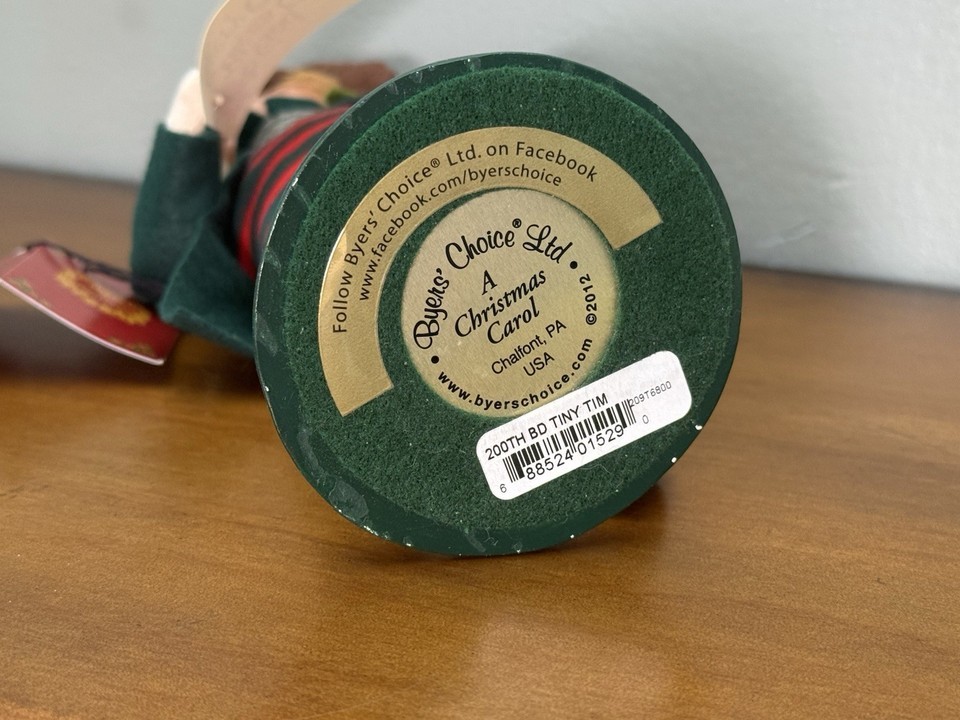 Follow Byers' Choice® Ltd. on Facebook
www.facebook.com/byerschoice
• Byers' Choice® Ltd •
A
Christmas
Carol
Chalfont, PA
USA
www.byerschoice.com ©2012
200TH BD TINY TIM
209T6800
6 88524 01529 0